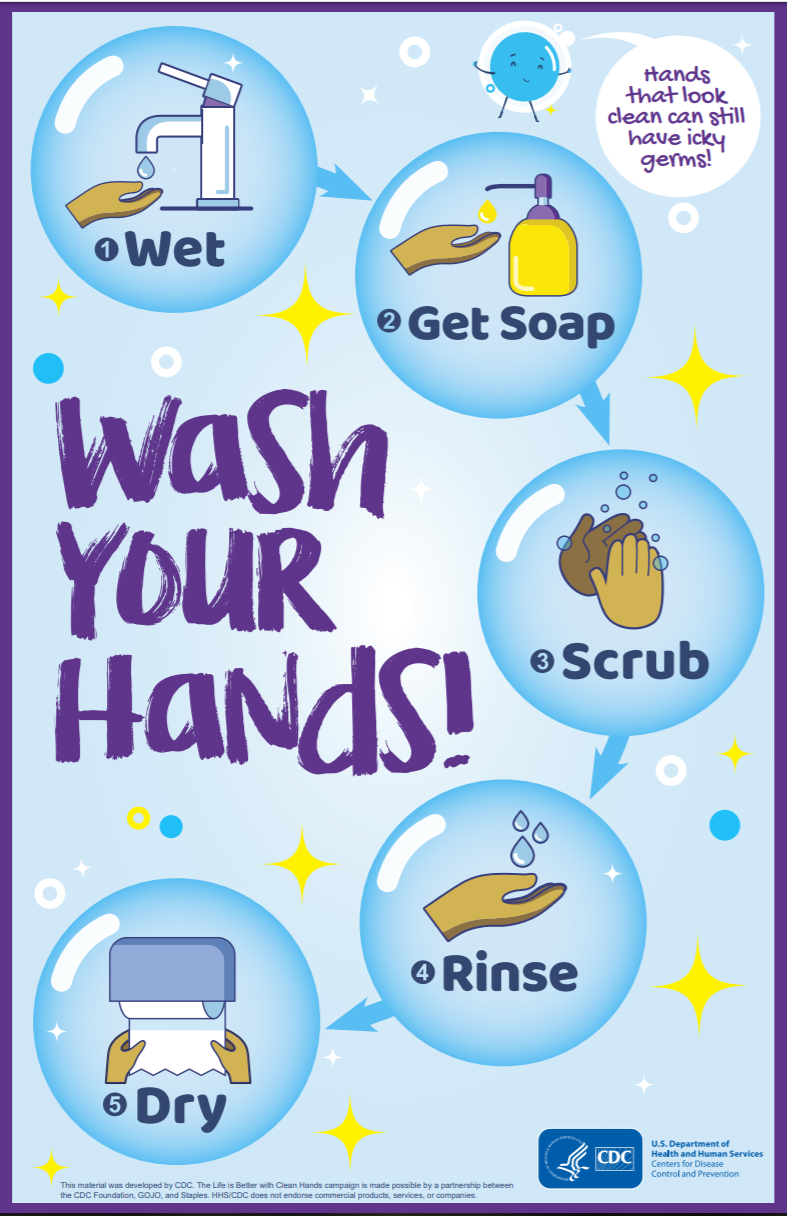 Hands
that look
clean can still
have icky
germs!
1 Wet
2 Get Soap
Wash
Your
Hands!
3 Scrub
4 Rinse
5 Dry
CDC
U.S. Department of
Health and Human Services
Centers for Disease
Control and Prevention
This material was developed by CDC. The Life is Better with Clean Hands campaign is made possible by a partnership between
the CDC Foundation, GOJO, and Staples. HHS/CDC does not endorse commercial products, services, or companies.